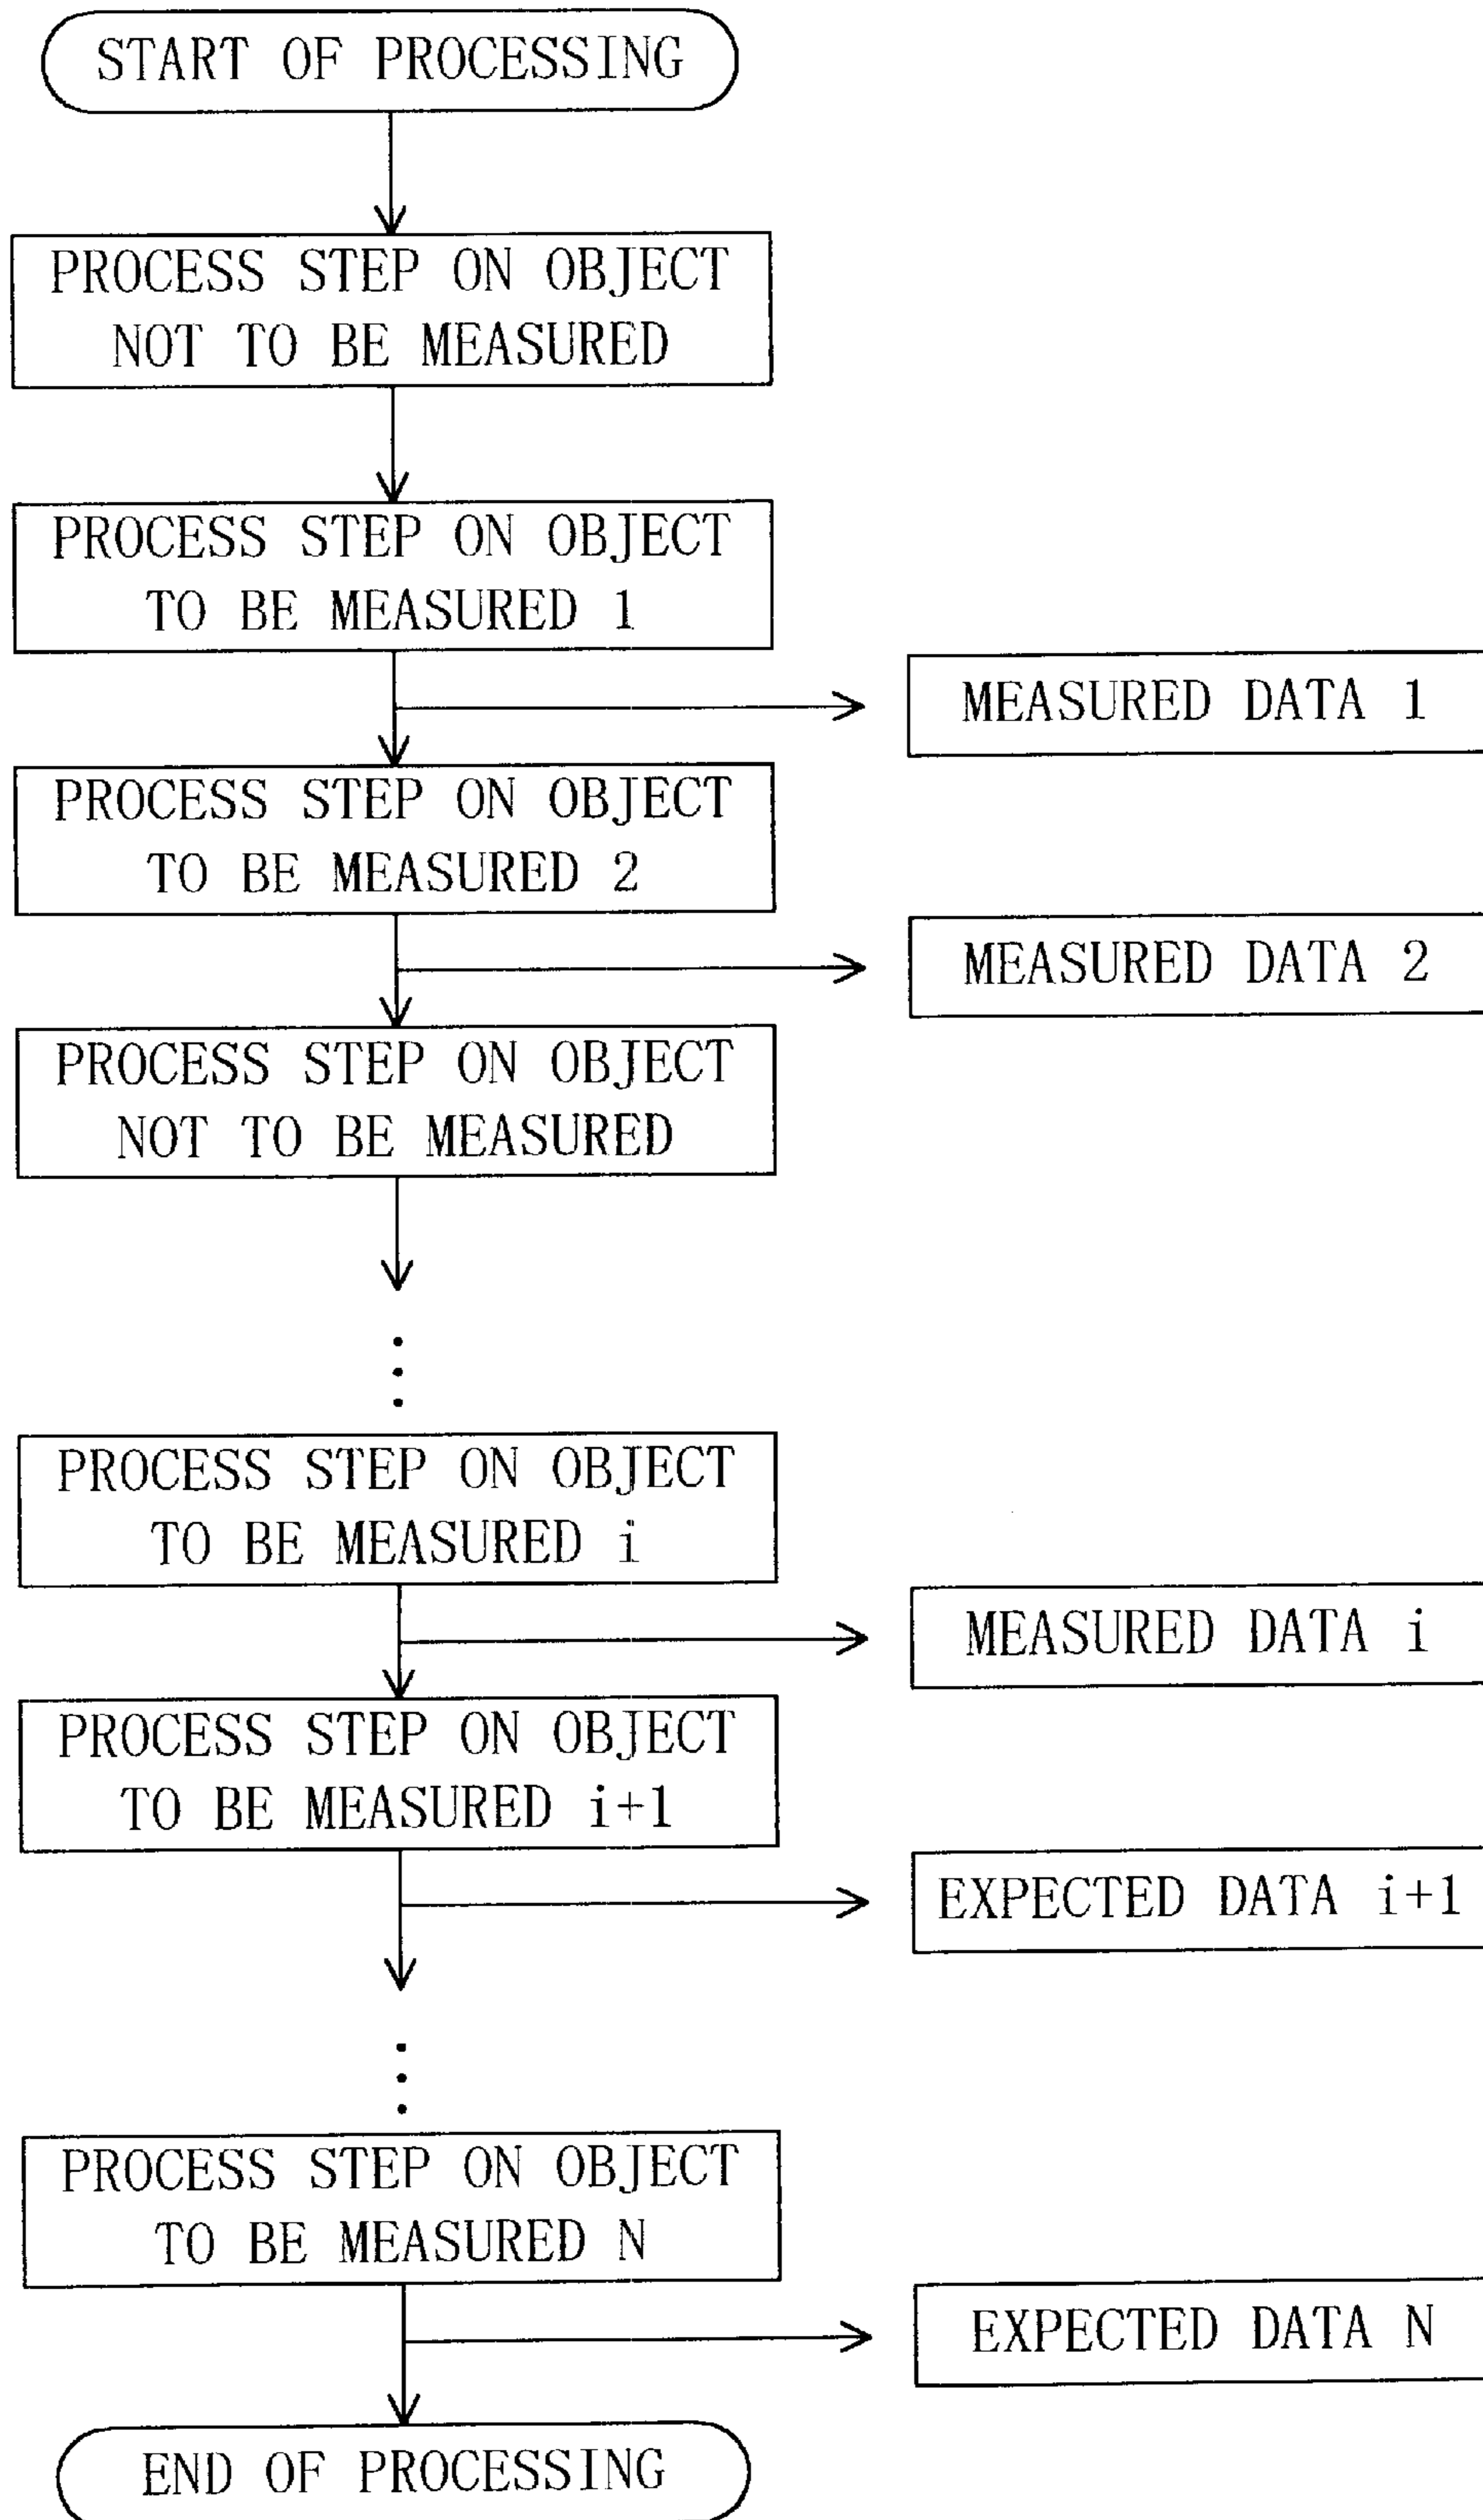 START OF PROCESSING
PROCESS STEP ON OBJECT
NOT TO BE MEASURED
PROCESS STEP ON OBJECT
TO BE MEASURED 1
MEASURED DATA 1
PROCESS STEP ON OBJECT
TO BE MEASURED 2
MEASURED DATA 2
PROCESS STEP ON OBJECT
NOT TO BE MEASURED
PROCESS STEP ON OBJECT
TO BE MEASURED i
MEASURED DATA i
PROCESS STEP ON OBJECT
TO BE MEASURED i+1
EXPECTED DATA i+1
PROCESS STEP ON OBJECT
TO BE MEASURED N
EXPECTED DATA N
END OF PROCESSING